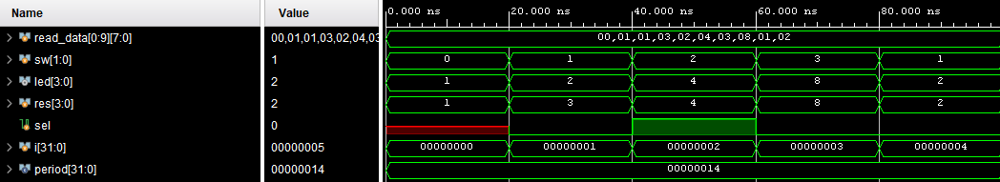 Name Value 0.000 ns 20.000 ns 40.000 ns 60.000 ns 80.000 ns
read_data[0:9][7:0] 00,01,01,03,02,04,03 00,01,01,03,02,04,03,08,01,02
sw[1:0] 1 0 1 2 3 1
led[3:0] 2 1 2 4 8 2
res[3:0] 2 1 3 4 8 2
sel 0
i[31:0] 00000005 00000000 00000001 00000002 00000003 00000004
period[31:0] 00000014 00000014